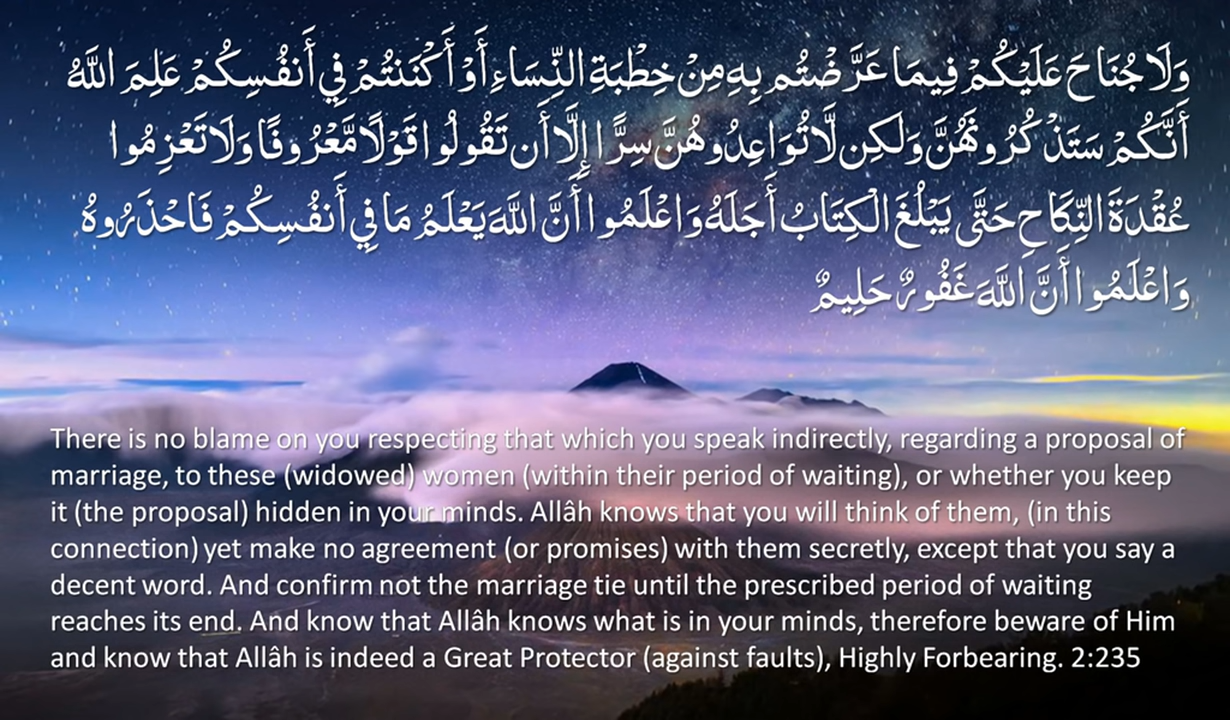 وَلَا جُنَاحَ عَلَيْكُمْ فِيمَا عَرَّضْتُم بِهِ مِنْ خِطْبَةِ النِّسَاءِ أَوْ أَكْنَنتُمْ فِي أَنفُسِكُمْ عَلِمَ اللَّهُ
أَنَّكُمْ سَتَذْكُرُونَهُنَّ وَلَكِن لَّا تُوَاعِدُوهُنَّ سِرًّا إِلَّا أَن تَقُولُوا قَوْلًا مَّعْرُوفًا وَلَا تَعْزِمُوا
عُقْدَةَ النِّكَاحِ حَتَّى يَبْلُغَ الْكِتَابُ أَجَلَهُ وَاعْلَمُوا أَنَّ اللَّهَ يَعْلَمُ مَا فِي أَنفُسِكُمْ فَاحْذَرُوهُ
وَاعْلَمُوا أَنَّ اللَّهَ غَفُورٌ حَلِيمٌ
There is no blame on you respecting that which you speak indirectly, regarding a proposal of
marriage, to these (widowed) women (within their period of waiting), or whether you keep
it (the proposal) hidden in your minds. Allâh knows that you will think of them, (in this
connection) yet make no agreement (or promises) with them secretly, except that you say a
decent word. And confirm not the marriage tie until the prescribed period of waiting
reaches its end. And know that Allâh knows what is in your minds, therefore beware of Him
and know that Allâh is indeed a Great Protector (against faults), Highly Forbearing. 2:235